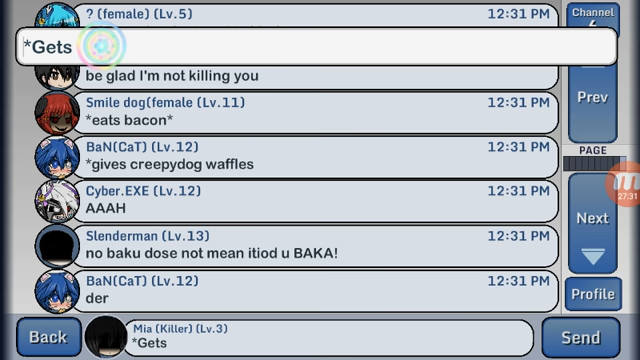 ? (female) (Lv.5)
12:31 PM
Channel
*Gets
be glad I'm not killing you
Smile dog(female (Lv.11)
12:31 PM
*eats bacon*
Prev
BaN(CaT) (Lv.12)
12:31 PM
*gives creepydog waffles
PAGE
Cyber.EXE (Lv.12)
12:31 PM
AAAH
27:31
Next
Slenderman (Lv.13)
12:31 PM
no baku dose not mean itiod u BAKA!
BaN(CaT) (Lv.12)
12:31 PM
der
Profile
Back
Mia (Killer) (Lv.3)
*Gets
Send